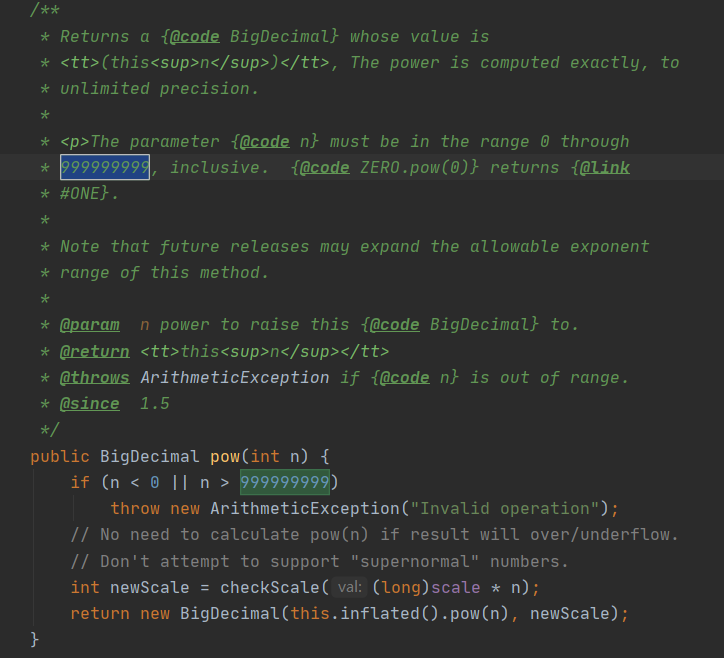 /**
* Returns a {@code BigDecimal} whose value is
* <tt>(this<sup>n</sup>)</tt>, The power is computed exactly, to
* unlimited precision.
*
* <p>The parameter {@code n} must be in the range 0 through
* 999999999, inclusive.  {@code ZERO.pow(0)} returns {@link
* #ONE}.
*
* Note that future releases may expand the allowable exponent
* range of this method.
*
* @param  n power to raise this {@code BigDecimal} to.
* @return <tt>this<sup>n</sup></tt>
* @throws ArithmeticException if {@code n} is out of range.
* @since  1.5
*/
public BigDecimal pow(int n) {
if (n < 0 || n > 999999999)
throw new ArithmeticException("Invalid operation");
// No need to calculate pow(n) if result will over/underflow.
// Don't attempt to support "supernormal" numbers.
int newScale = checkScale( val: (long)scale * n);
return new BigDecimal(this.inflated().pow(n), newScale);
}